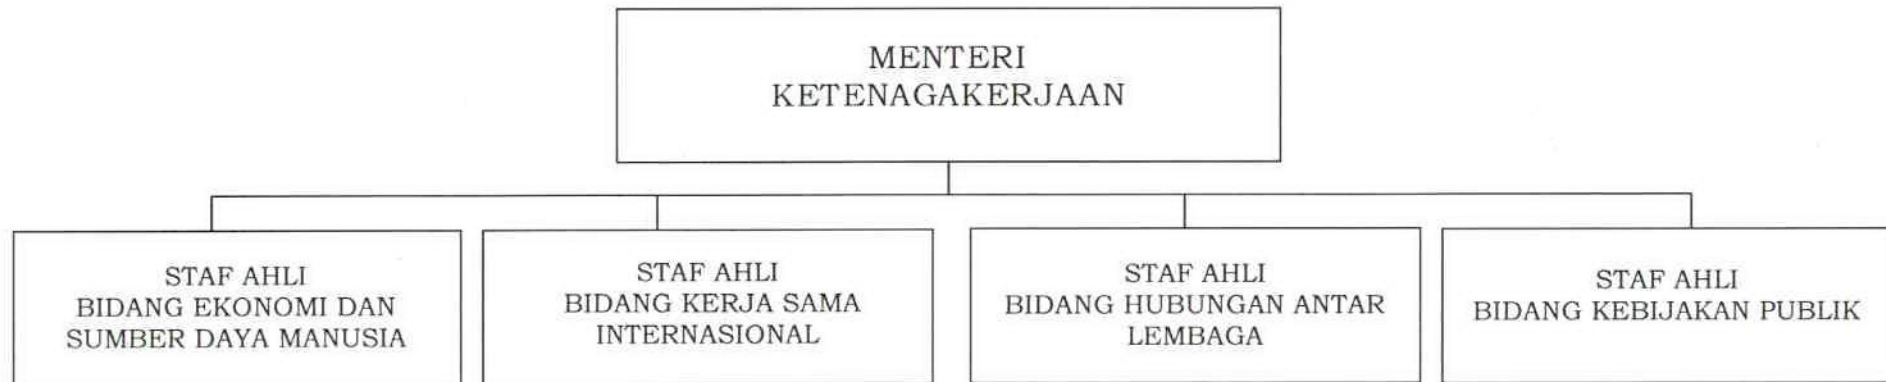 MENTERI
KETENAGAKERJAAN
STAF AHLI
BIDANG EKONOMI DAN
SUMBER DAYA MANUSIA
STAF AHLI
BIDANG KERJA SAMA
INTERNASIONAL
STAF AHLI
BIDANG HUBUNGAN ANTAR
LEMBAGA
STAF AHLI
BIDANG KEBIJAKAN PUBLIK